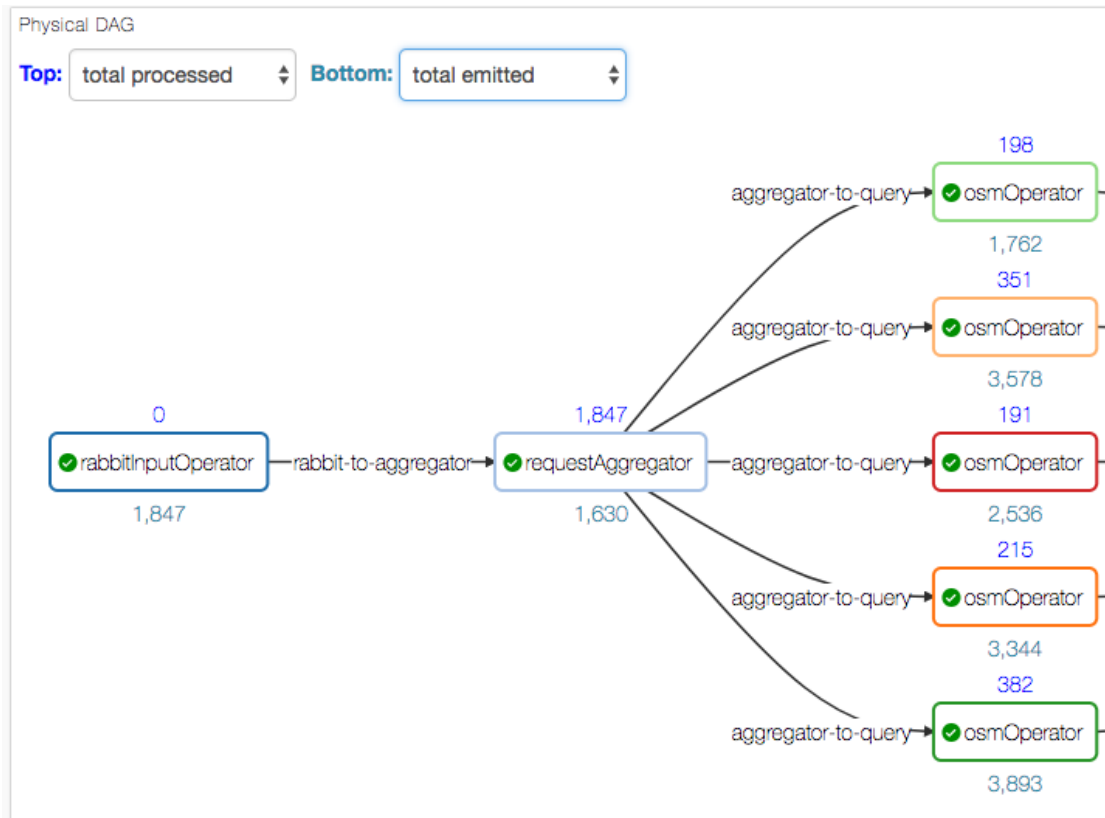 Physical DAG
Top: total processed Bottom: total emitted
198
aggregator-to-query osmOperator
1,762
351
aggregator-to-query osmOperator
3,578
0 1,847 191
rabbitInputOperator rabbit-to-aggregator requestAggregator aggregator-to-query osmOperator
1,847 1,630 2,536
215
aggregator-to-query osmOperator
3,344
382
aggregator-to-query osmOperator
3,893